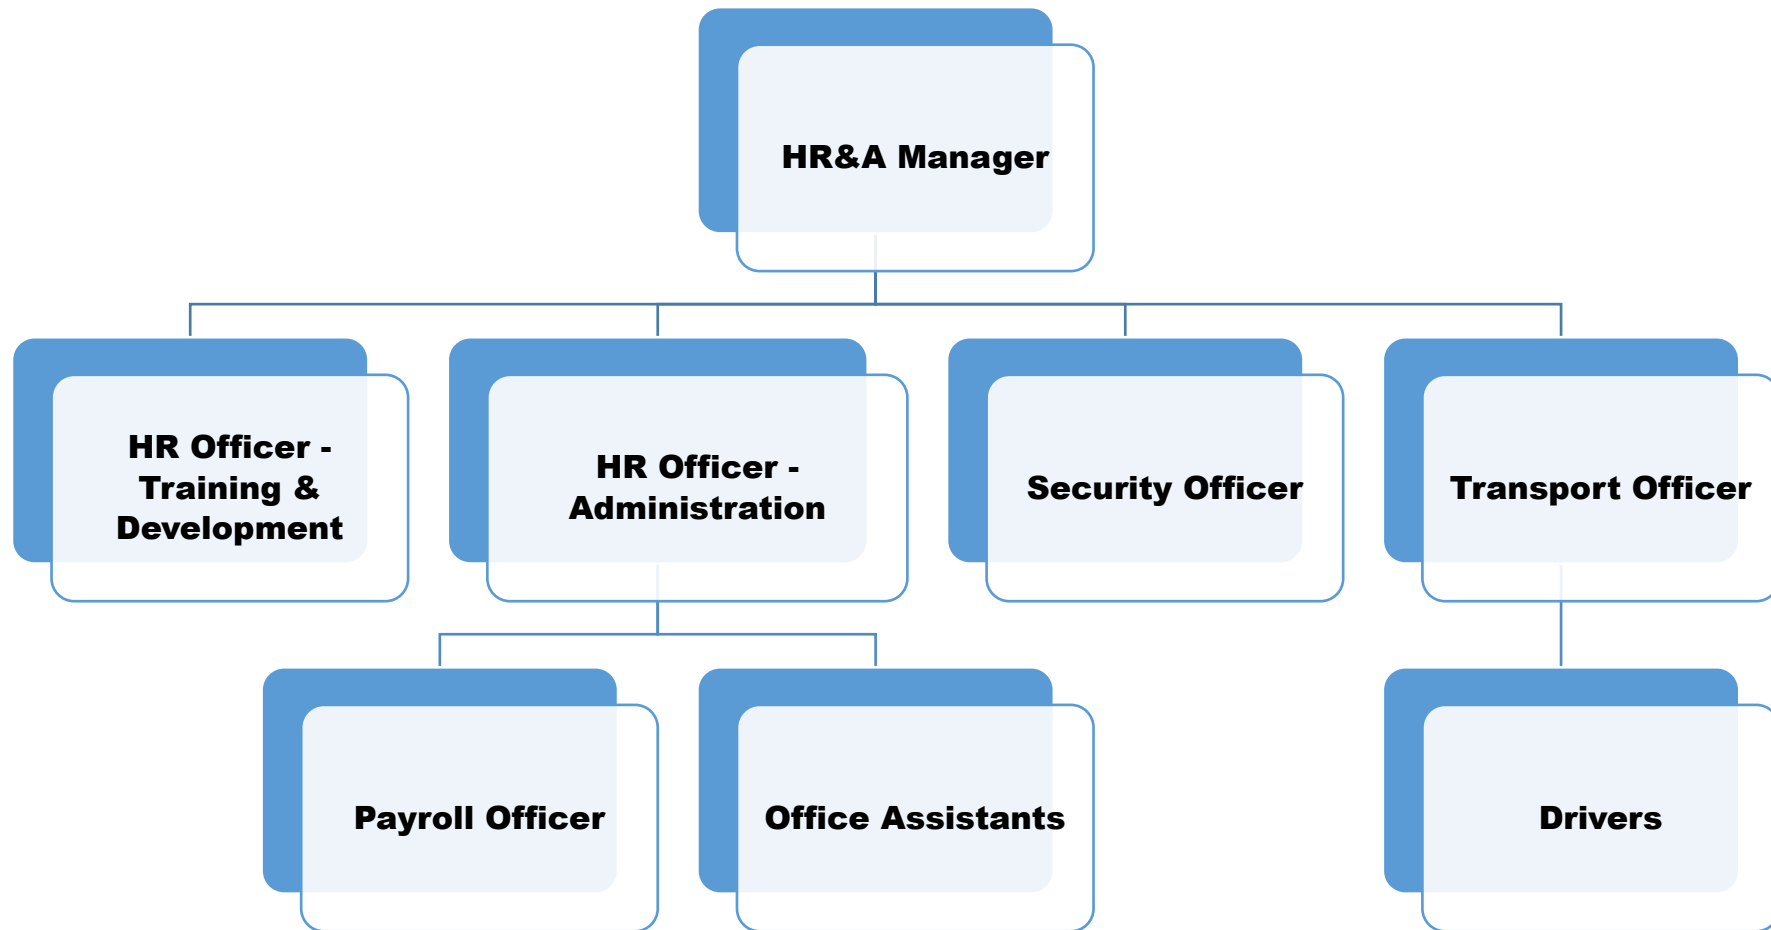 HR&A Manager
HR Officer -
Training &
Development
HR Officer -
Administration
Security Officer
Transport Officer
Payroll Officer
Office Assistants
Drivers